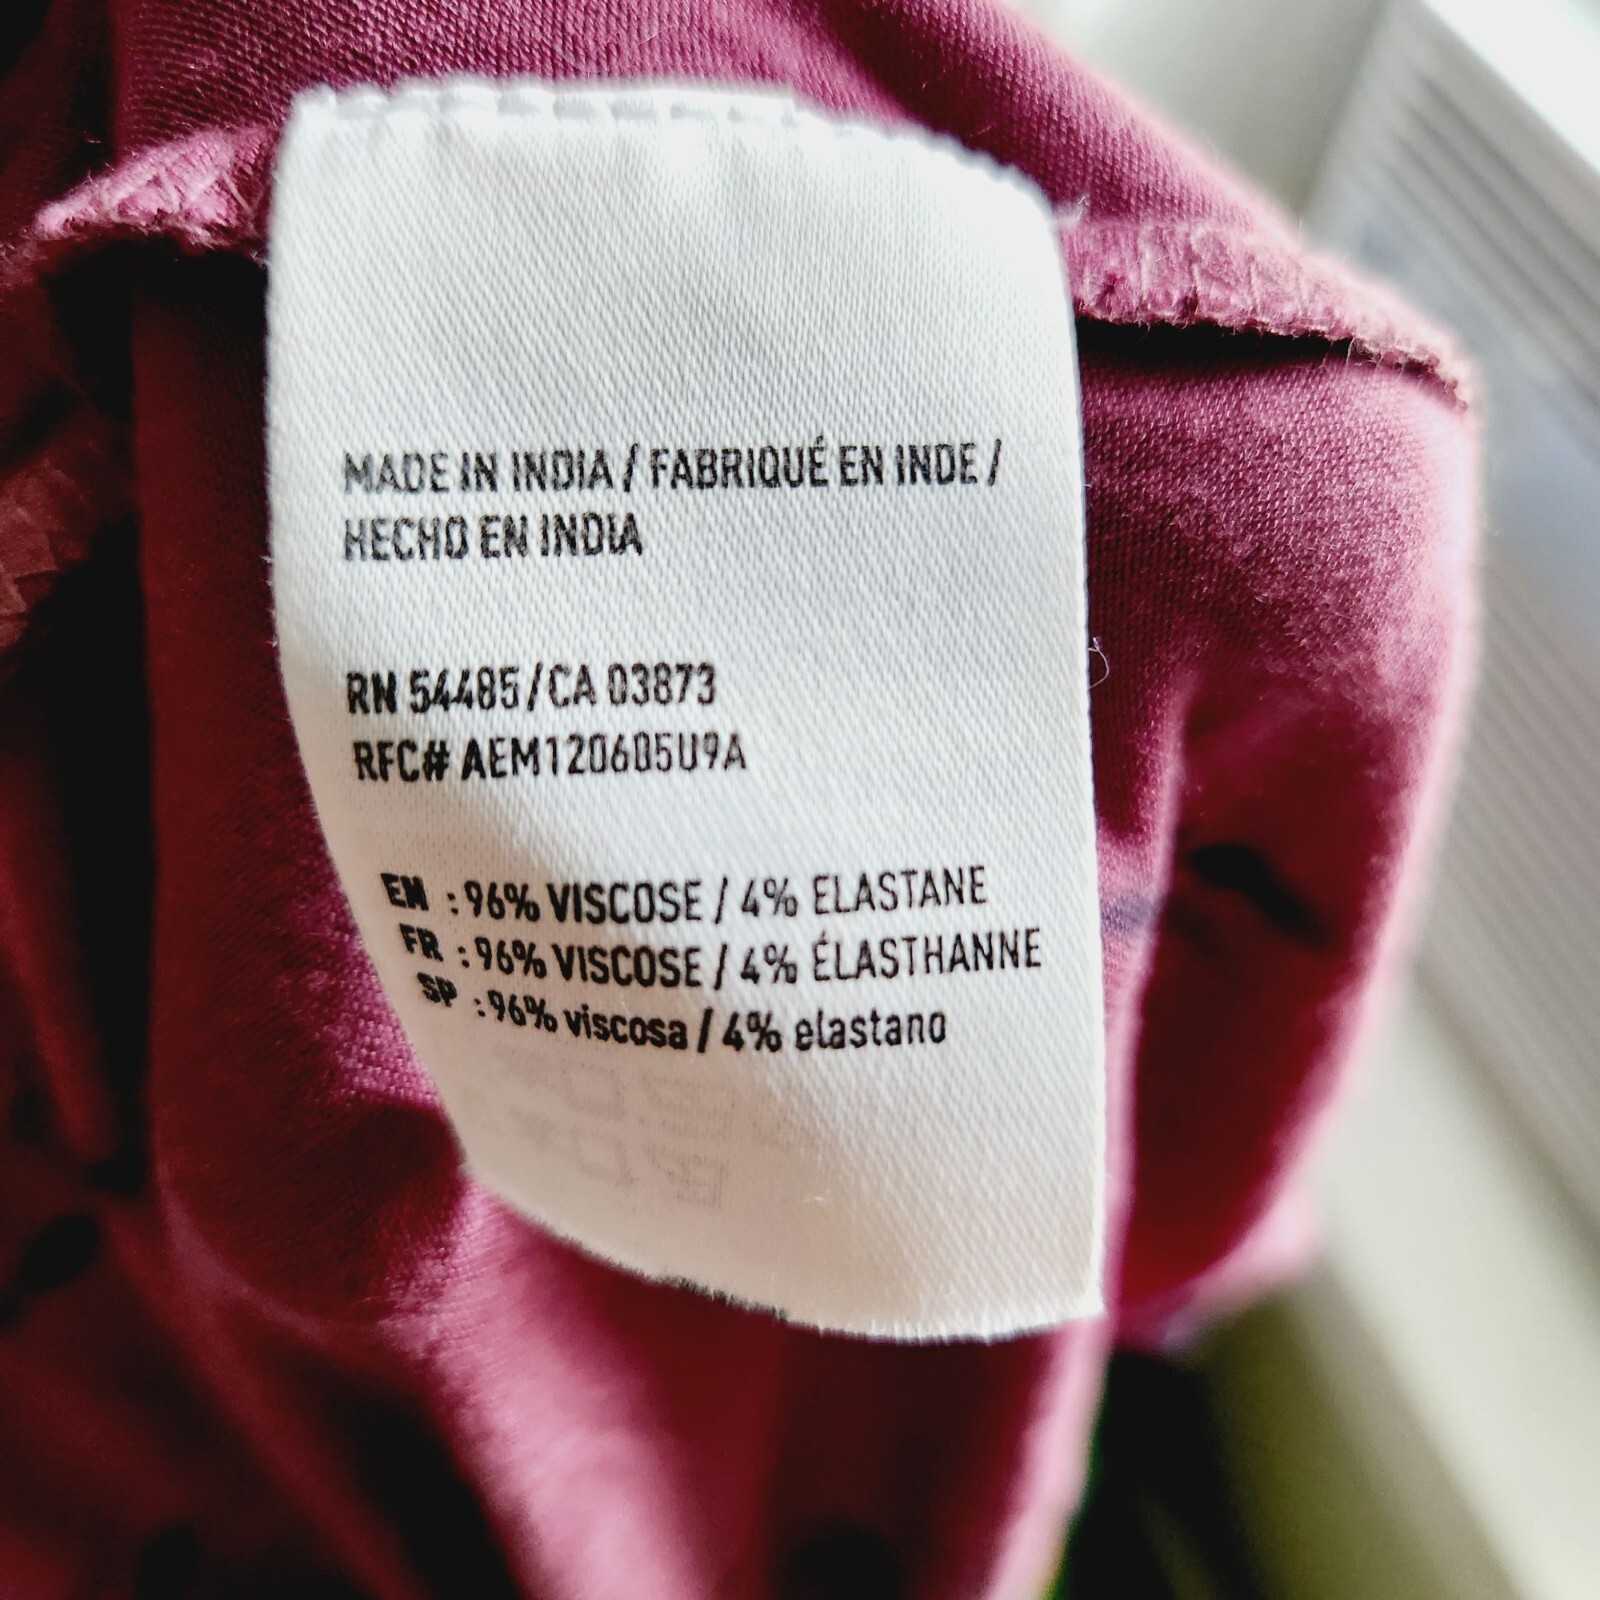 MADE IN INDIA / FABRIQUÉ EN INDE /
HECHO EN INDIA
RN 54485/CA 03873
RFC# AEM120605U9A
EN : 96% VISCOSE / 4% ELASTANE
FR : 96% VISCOSE / 4% ÉLASTHANNE
SP : 96% viscosa / 4% elastano